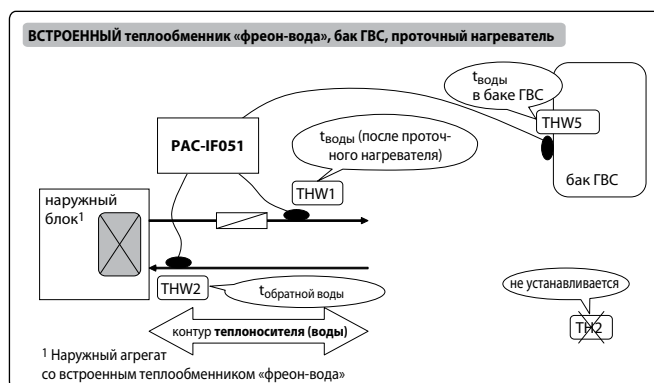 ВСТРОЕННЫЙ теплообменник «фреон-вода», бак ГВС, проточный нагреватель
tводы
в баке ГВС
THW5
PAC-IF051
tводы (после проточ-
ного нагревателя)
THW1
бак ГВС
наружный
блок1
THW2
tобратной воды
не устанавливается
TH2
контур теплоносителя (воды)
1 Наружный агрегат
со встроенным теплообменником «фреон-вода»